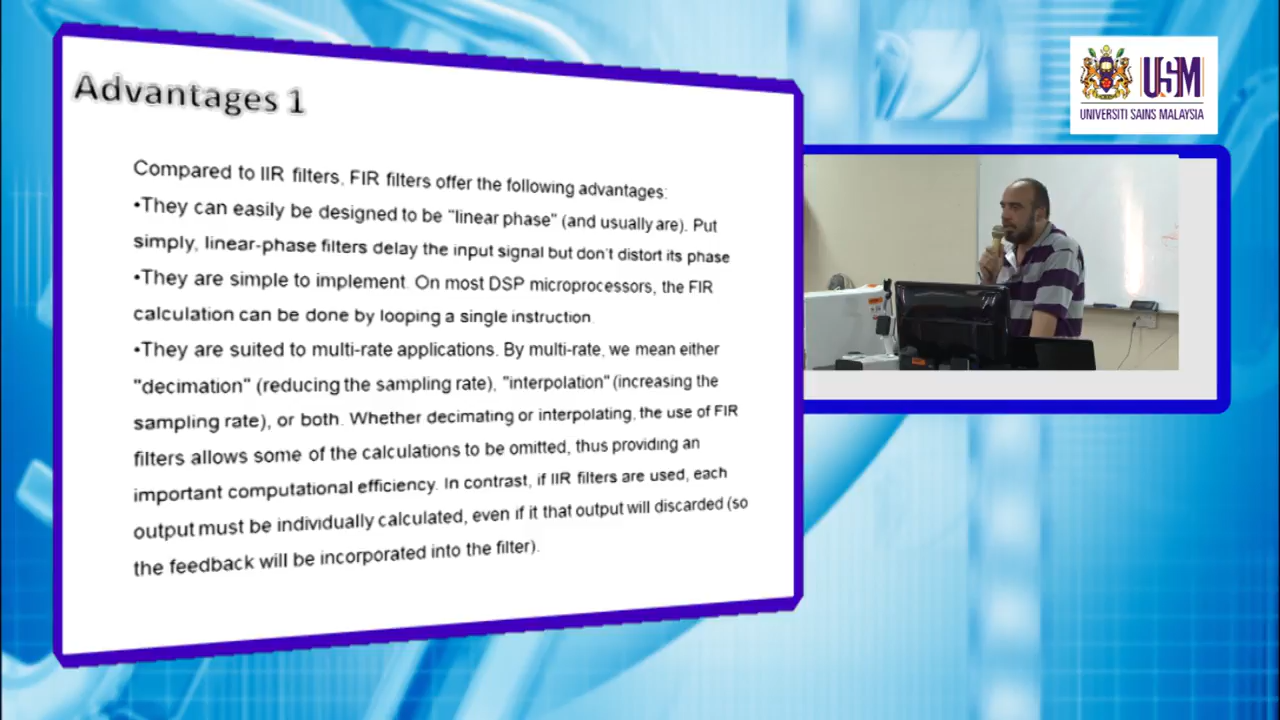 Advantages 1
Compared to IIR filters, FIR filters offer the following advantages:
•They can easily be designed to be "linear phase" (and usually are). Put
simply, linear-phase filters delay the input signal but don't distort its phase
•They are simple to implement. On most DSP microprocessors, the FIR
calculation can be done by looping a single instruction.
•They are suited to multi-rate applications. By multi-rate, we mean either
"decimation" (reducing the sampling rate), "interpolation" (increasing the
sampling rate), or both. Whether decimating or interpolating, the use of FIR
filters allows some of the calculations to be omitted, thus providing an
important computational efficiency. In contrast, if IIR filters are used, each
output must be individually calculated, even if it that output will discarded (so
the feedback will be incorporated into the filter).
USM
UNIVERSITI SAINS MALAYSIA